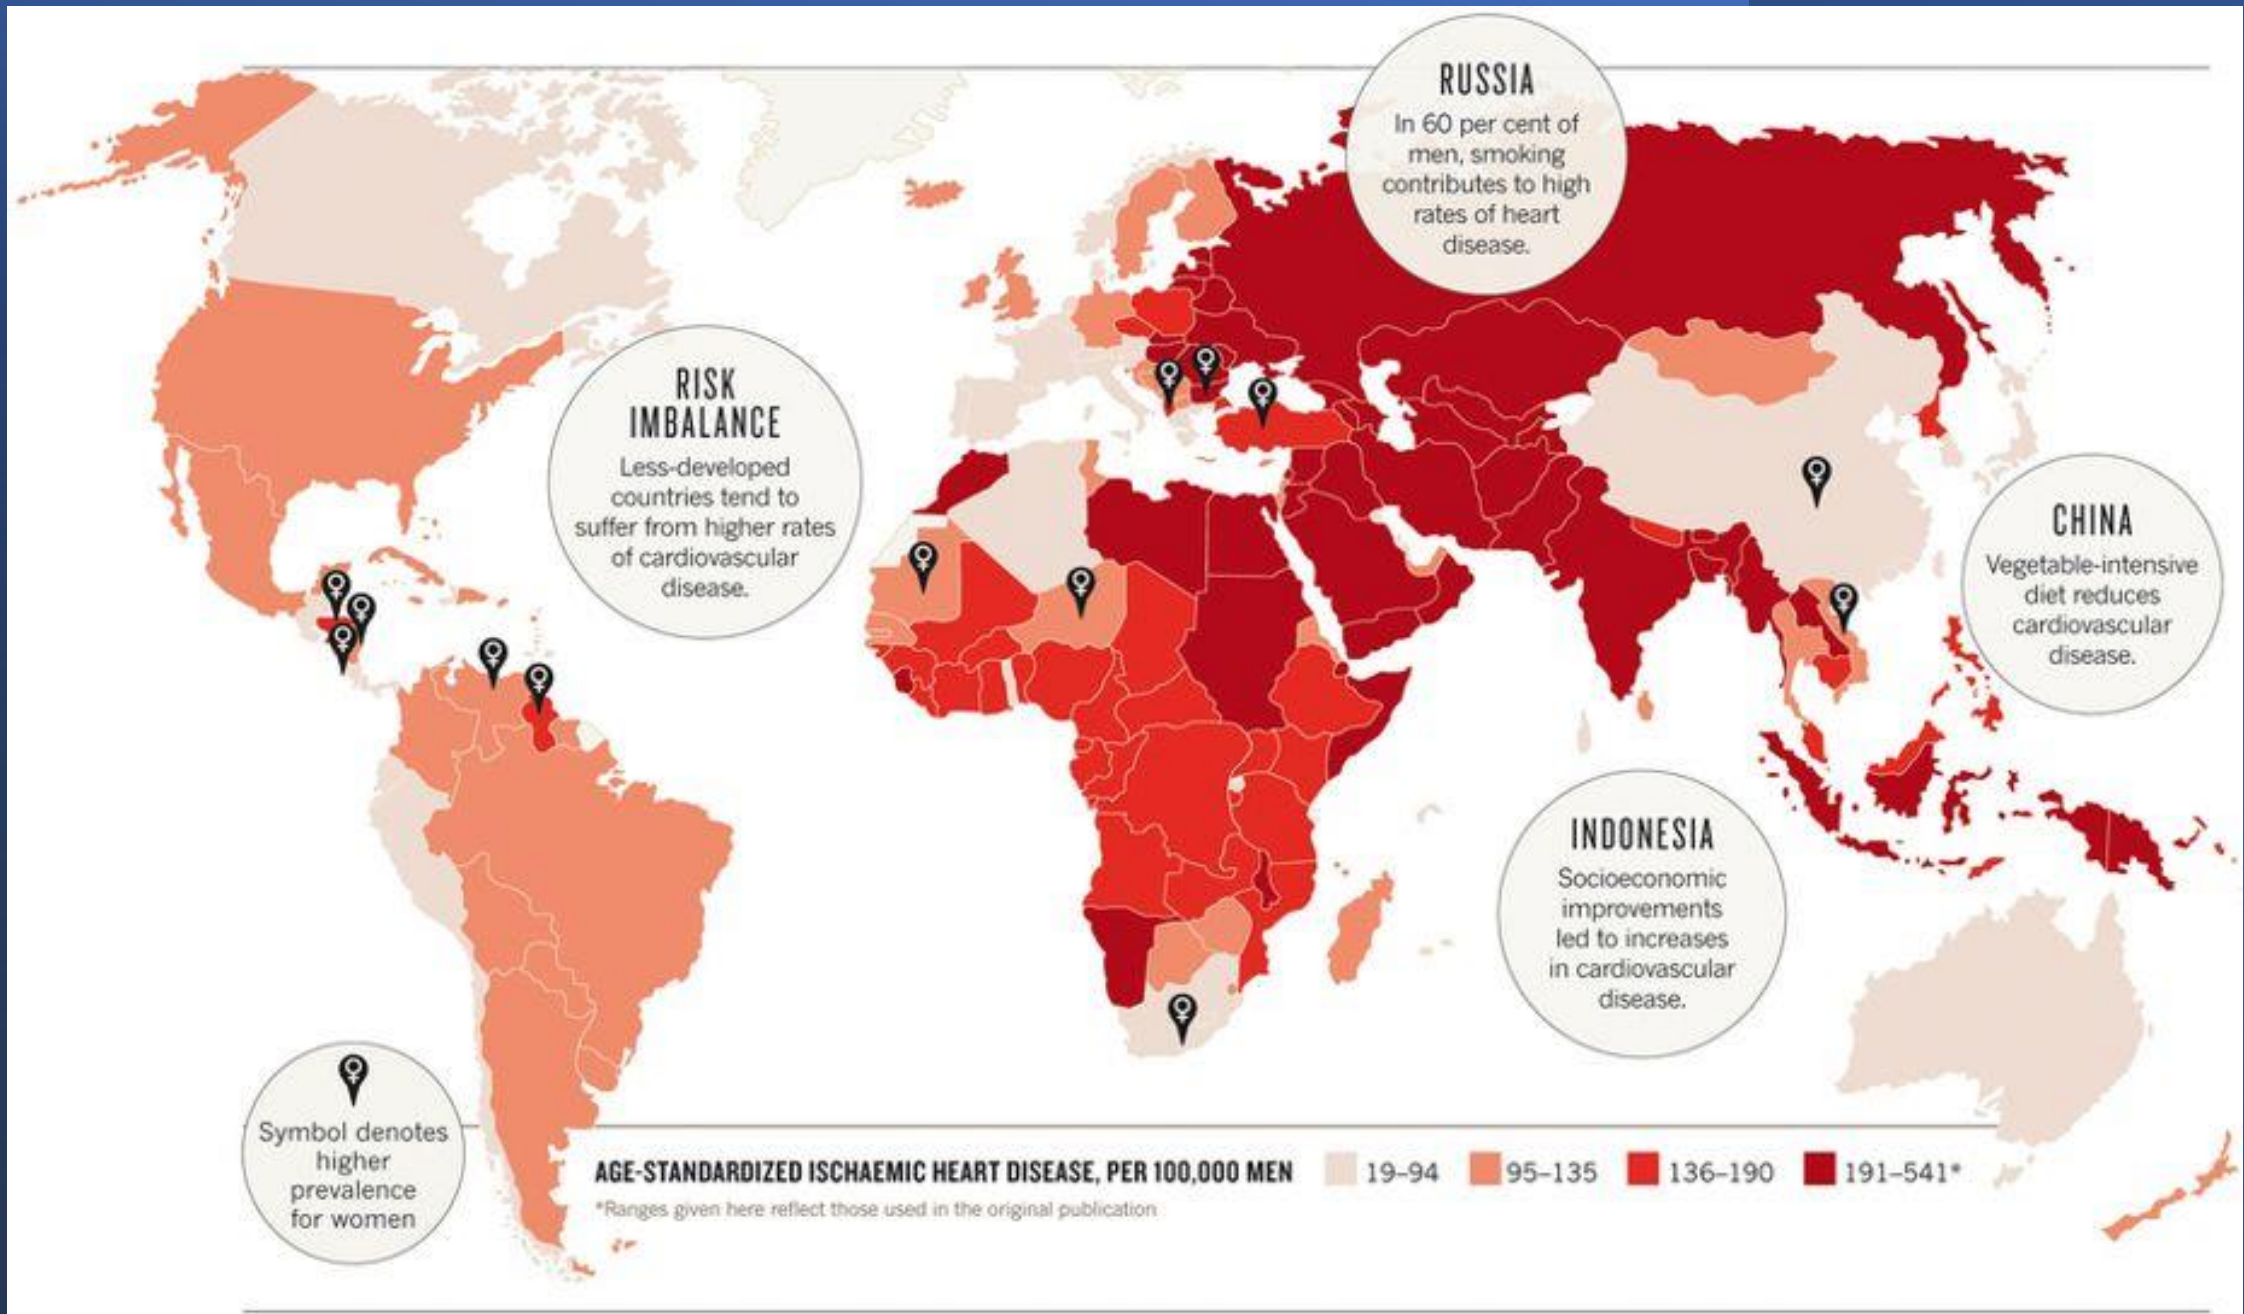 RUSSIA
In 60 per cent of
men, smoking
contributes to high
rates of heart
disease.
RISK
IMBALANCE
Less-developed
countries tend to
suffer from higher rates
of cardiovascular
disease.
CHINA
Vegetable-intensive
diet reduces
cardiovascular
disease.
INDONESIA
Socioeconomic
improvements
led to increases
in cardiovascular
disease.
Symbol denotes
higher
prevalence
for women
AGE-STANDARDIZED ISCHAEMIC HEART DISEASE, PER 100,000 MEN 19–94 95–135 136–190 191–541*
*Ranges given here reflect those used in the original publication